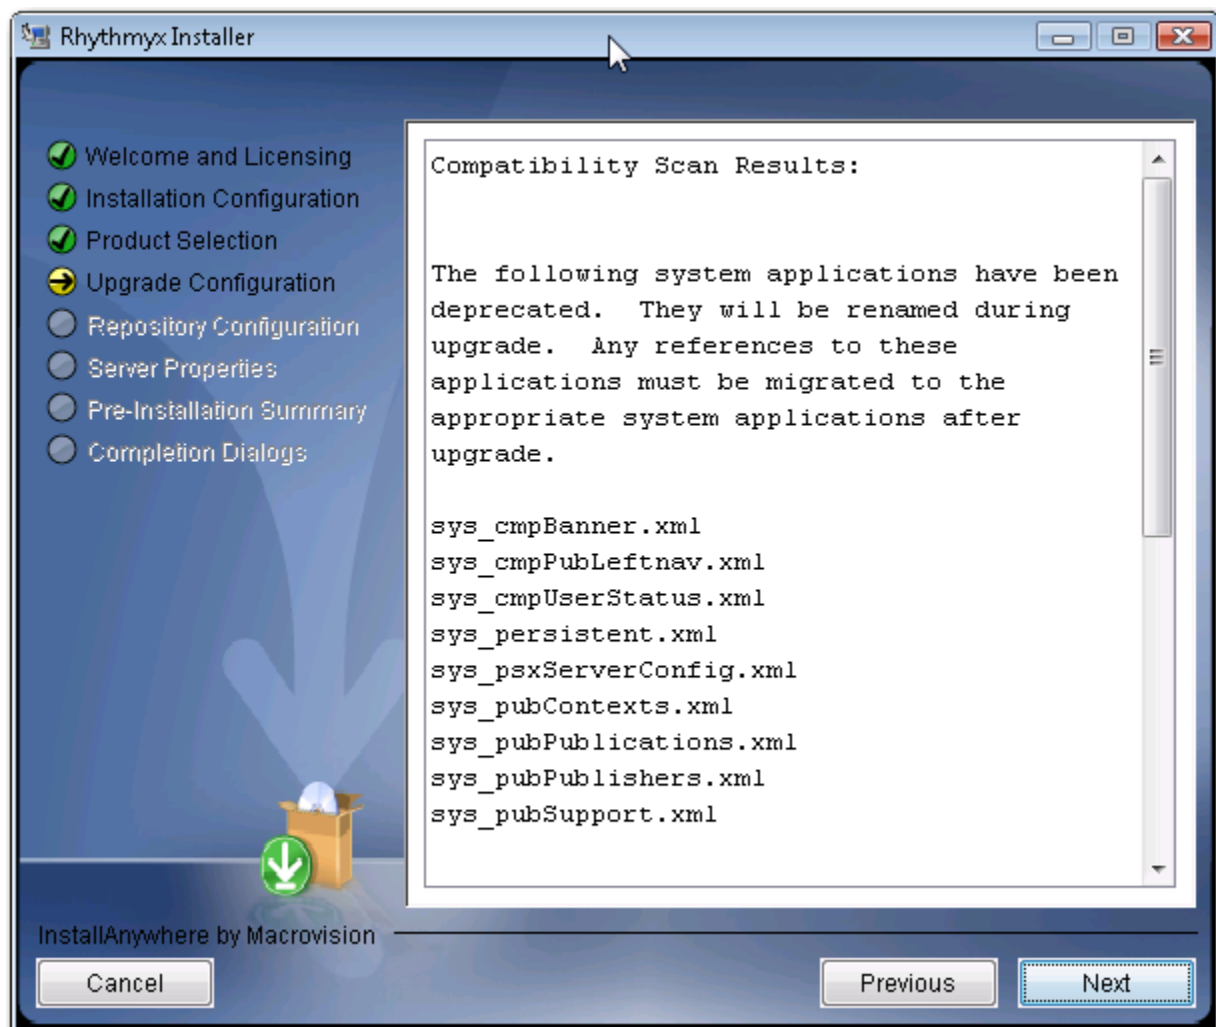 Rhythmyx Installer
Welcome and Licensing
Installation Configuration
Product Selection
Upgrade Configuration
Repository Configuration
Server Properties
Pre-Installation Summary
Completion Dialogs
Compatibility Scan Results:
The following system applications have been
deprecated.  They will be renamed during
upgrade.  Any references to these
applications must be migrated to the
appropriate system applications after
upgrade.
sys_cmpBanner.xml
sys_cmpPubLeftnav.xml
sys_cmpUserStatus.xml
sys_persistent.xml
sys_psxServerConfig.xml
sys_pubContexts.xml
sys_pubPublications.xml
sys_pubPublishers.xml
sys_pubSupport.xml
InstallAnywhere by Macrovision
Cancel
Previous
Next